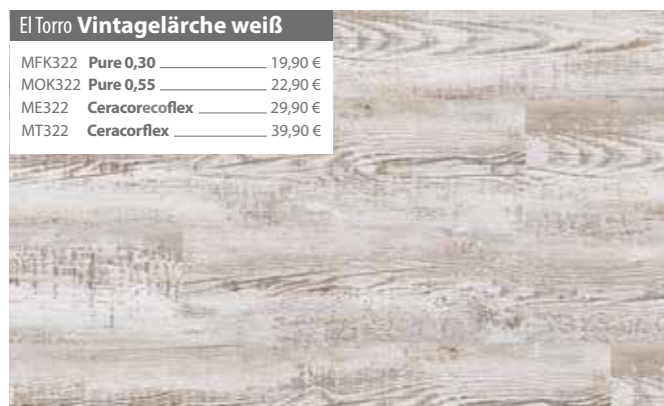 El Torro Vintagelärche weiß
MFK322 Pure 0,30 19,90 €
MOK322 Pure 0,55 22,90 €
ME322 Ceracorecoflex 29,90 €
MT322 Ceracorflex 39,90 €